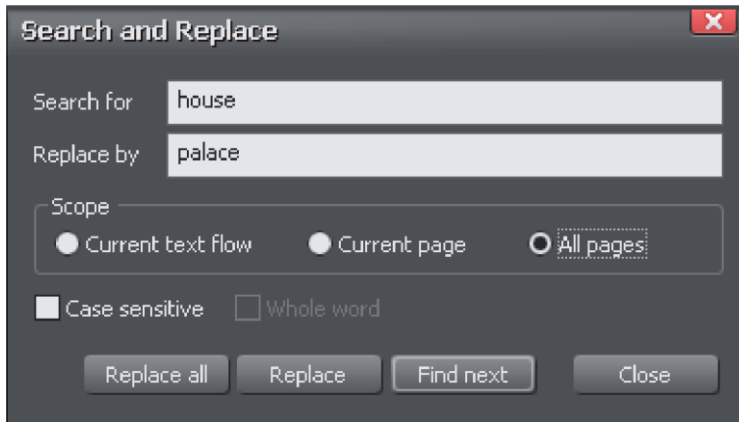 Search and Replace
Search for house
Replace by palace
Scope
Current text flow Current page All pages
Case sensitive Whole word
Replace all Replace Find next Close